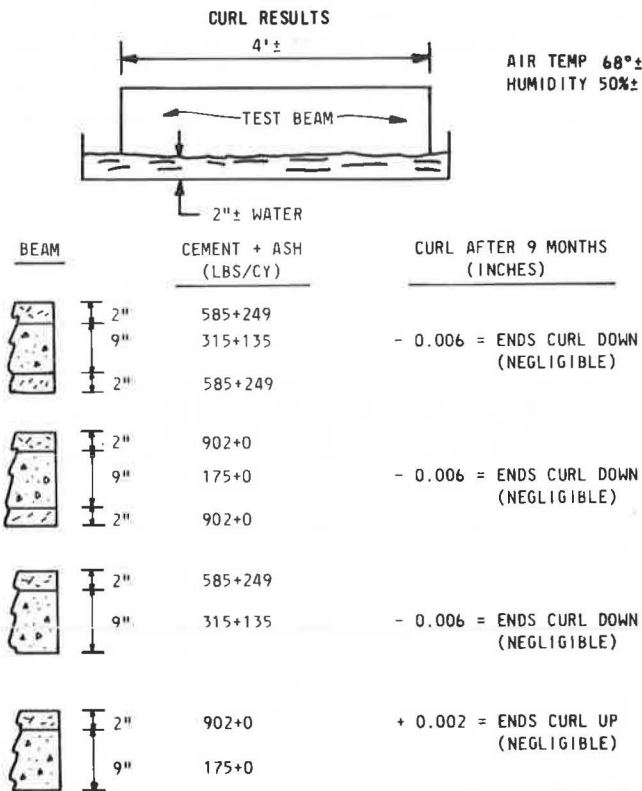 CURL RESULTS
4'±
AIR TEMP 68°±
HUMIDITY 50%±
TEST BEAM
2"± WATER
BEAM CEMENT + ASH CURL AFTER 9 MONTHS
(LBS/CY) (INCHES)
2" 585+249
9" 315+135 - 0.006 = ENDS CURL DOWN
(NEGLIGIBLE)
2" 585+249
2" 902+0
9" 175+0 - 0.006 = ENDS CURL DOWN
(NEGLIGIBLE)
2" 902+0
2" 585+249
9" 315+135 - 0.006 = ENDS CURL DOWN
(NEGLIGIBLE)
2" 902+0 + 0.002 = ENDS CURL UP
(NEGLIGIBLE)
9" 175+0